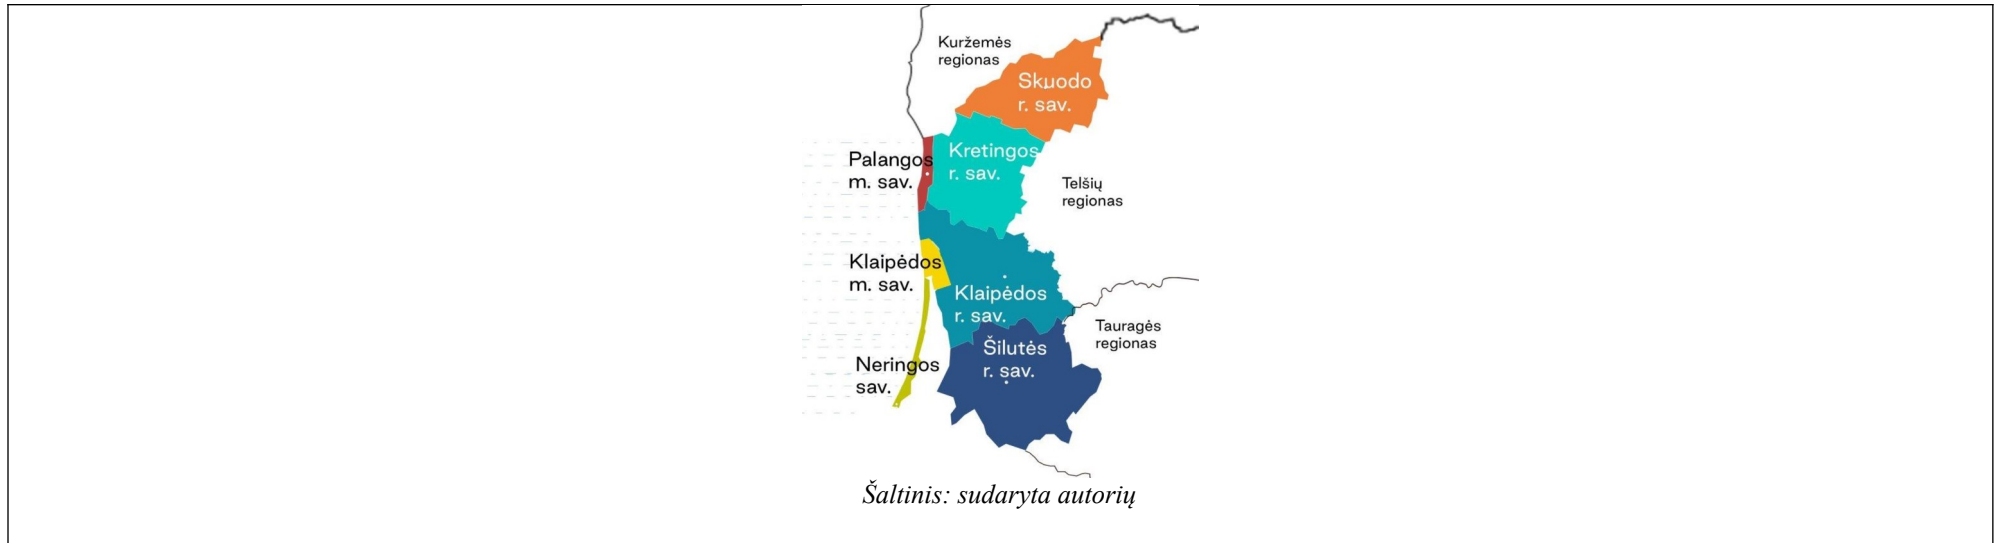 Kuržemės
regionas
Skuodo
r. sav.
Palangos
m. sav.
Kretingos
r. sav.
Telšių
regionas
Klaipėdos
m. sav.
Klaipėdos
r. sav.
Tauragės
regionas
Šilutės
r. sav.
Neringos
sav.
Šaltinis: sudaryta autorių